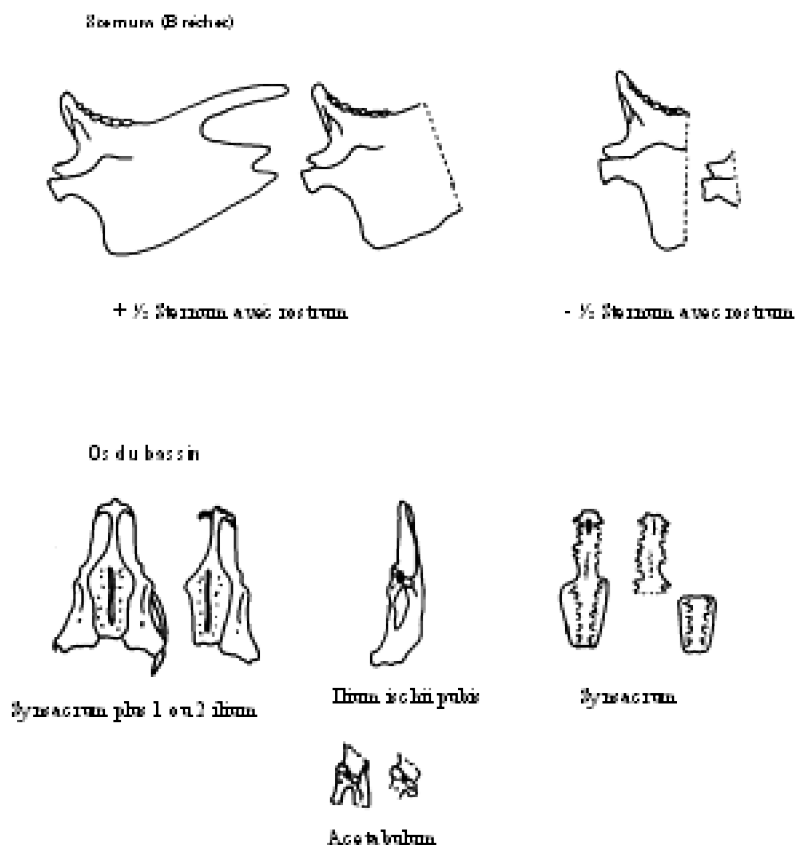 Sternum (Bréchet)
+ ½ Sternum avec rostrum
- ½ Sternum avec rostrum
Os du bassin
Synsacrum plus 1 ou 2 ilium
Ilium ischii pubis
Synsacrum
Acetabulum